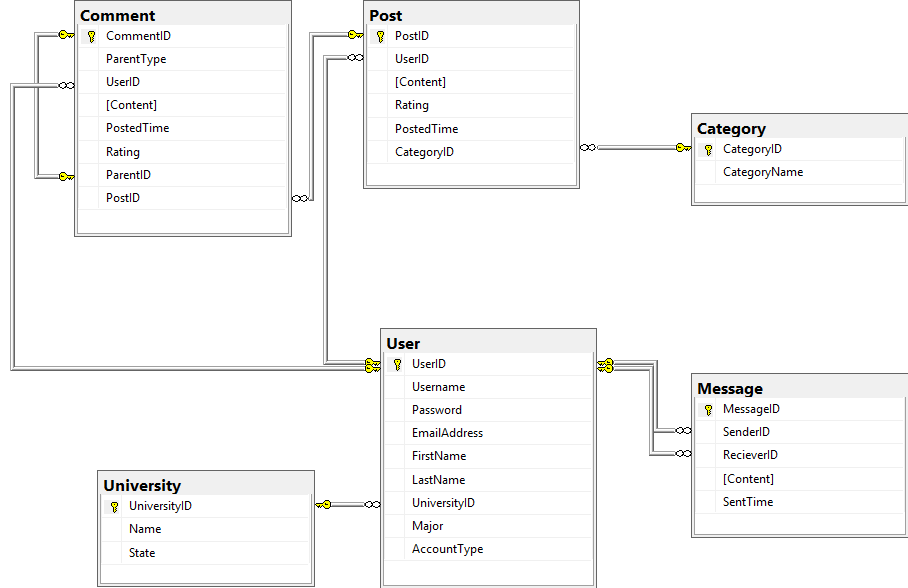 Comment
CommentID
ParentType
UserID
[Content]
PostedTime
Rating
ParentID
PostID
Post
PostID
UserID
[Content]
Rating
PostedTime
CategoryID
Category
CategoryID
CategoryName
User
UserID
Username
Password
EmailAddress
FirstName
LastName
UniversityID
Major
AccountType
Message
MessageID
SenderID
RecieverID
[Content]
SentTime
University
UniversityID
Name
State